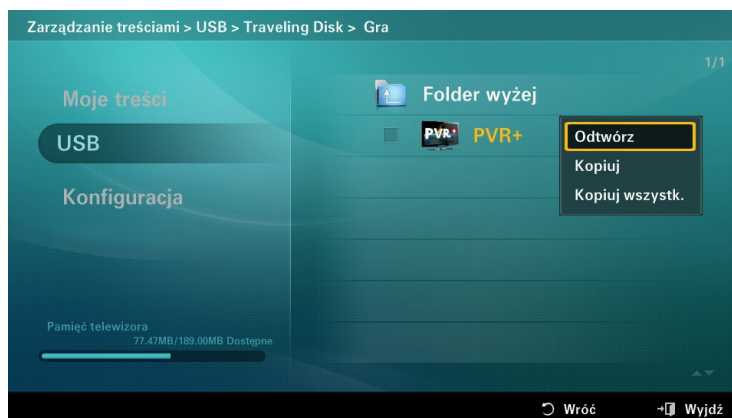 Zarządzanie treściami > USB > Traveling Disk > Gra
1/1
Moje treści
USB
Konfiguracja
Pamięć telewizora
77.47MB/189.00MB Dostępne
Folder wyżej
PVR+ PVR+
Odtwórz
Kopiuj
Kopiuj wszystk.
Wróć Wyjdź